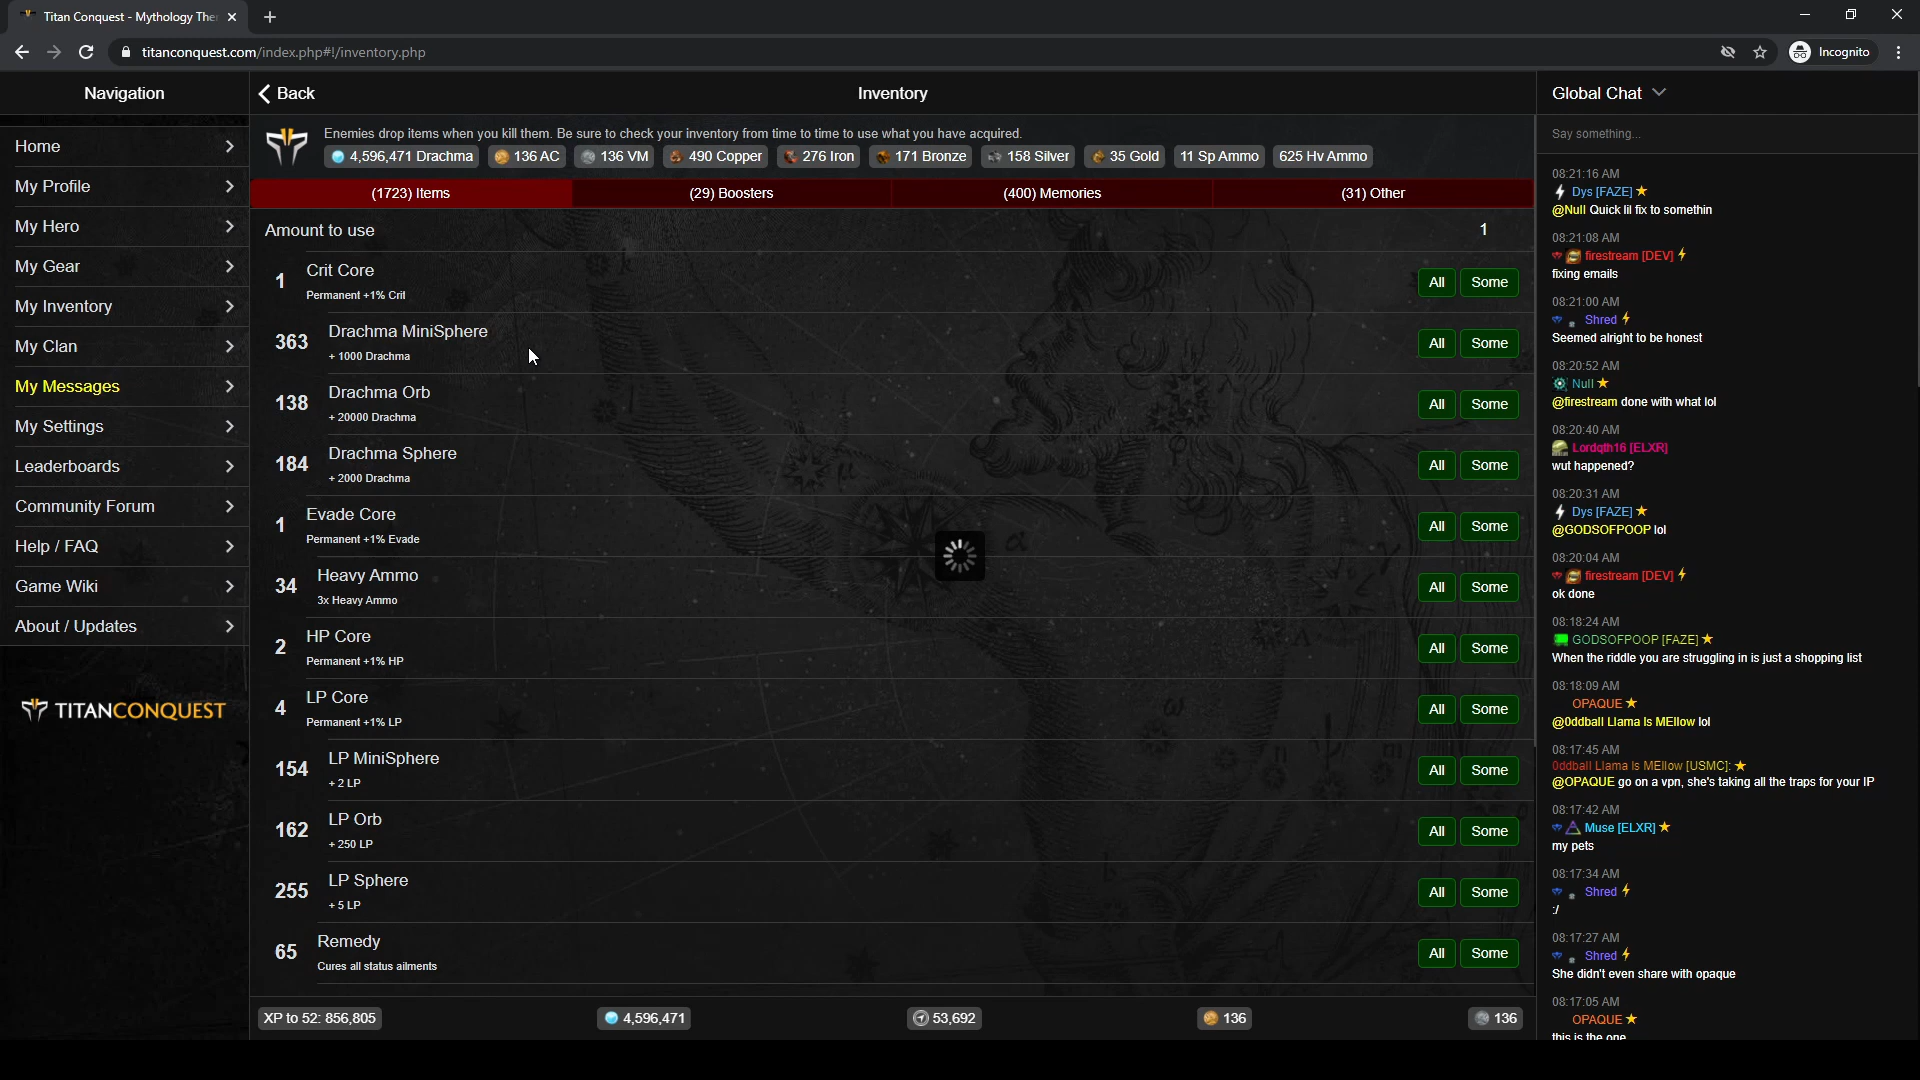 Titan Conquest - Mythology The
titanconquest.com/index.php#!/inventory.php
Incognito
Navigation
Home
My Profile
My Hero
My Gear
My Inventory
My Clan
My Messages
My Settings
Leaderboards
Community Forum
Help / FAQ
Game Wiki
About / Updates
TITANCONQUEST
Back
Inventory
Enemies drop items when you kill them. Be sure to check your inventory from time to time to use what you have acquired.
4,596,471 Drachma 136 AC 136 VM 490 Copper 276 Iron 171 Bronze 158 Silver 35 Gold 11 Sp Ammo 625 Hv Ammo
(1723) Items (29) Boosters (400) Memories (31) Other
Amount to use 1
1 Crit Core All Some
Permanent +1% Crit
363 Drachma MiniSphere All Some
+ 1000 Drachma
138 Drachma Orb All Some
+ 20000 Drachma
184 Drachma Sphere All Some
+ 2000 Drachma
1 Evade Core All Some
Permanent +1% Evade
34 Heavy Ammo All Some
3x Heavy Ammo
2 HP Core All Some
Permanent +1% HP
4 LP Core All Some
Permanent +1% LP
154 LP MiniSphere All Some
+ 2 LP
162 LP Orb All Some
+ 250 LP
255 LP Sphere All Some
+ 5 LP
65 Remedy All Some
Cures all status ailments
XP to 52: 856,805 4,596,471 53,692 136 136
Global Chat
Say something...
08:21:16 AM
Dys [FAZE]
@Null Quick lil fix to somethin
08:21:08 AM
firestream [DEV]
fixing emails
08:21:00 AM
Shred
Seemed alright to be honest
08:20:52 AM
Null
@firestream done with what lol
08:20:40 AM
Lordqth16 [ELXR]
wut happened?
08:20:31 AM
Dys [FAZE]
@GODSOFPOOP lol
08:20:04 AM
firestream [DEV]
ok done
08:18:24 AM
GODSOFPOOP [FAZE]
When the riddle you are struggling in is just a shopping list
08:18:09 AM
OPAQUE
@0ddball Llama Is MEllow lol
08:17:45 AM
0ddball Llama Is MEllow [USMC]:
@OPAQUE go on a vpn, she's taking all the traps for your IP
08:17:42 AM
Muse [ELXR]
my pets
08:17:34 AM
Shred
:/
08:17:27 AM
Shred
She didn't even share with opaque
08:17:05 AM
OPAQUE
this is the one